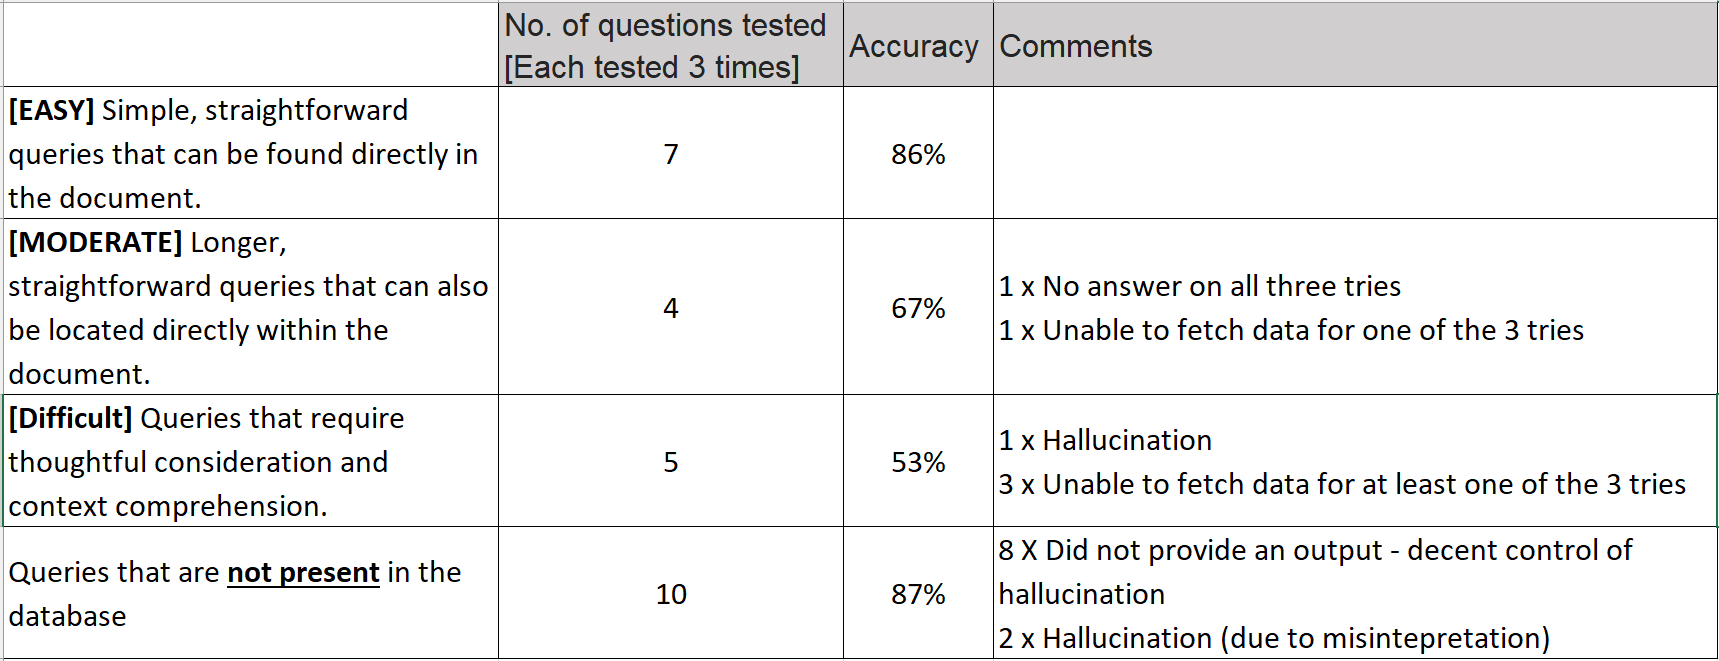 No. of questions tested
[Each tested 3 times]
Accuracy
Comments
[EASY] Simple, straightforward
queries that can be found directly in
the document.
7
86%
[MODERATE] Longer,
straightforward queries that can also
be located directly within the
document.
4
67%
1 x No answer on all three tries
1 x Unable to fetch data for one of the 3 tries
[Difficult] Queries that require
thoughtful consideration and
context comprehension.
5
53%
1 x Hallucination
3 x Unable to fetch data for at least one of the 3 tries
Queries that are not present in the
database
10
87%
8 X Did not provide an output - decent control of
hallucination
2 x Hallucination (due to misintepretation)